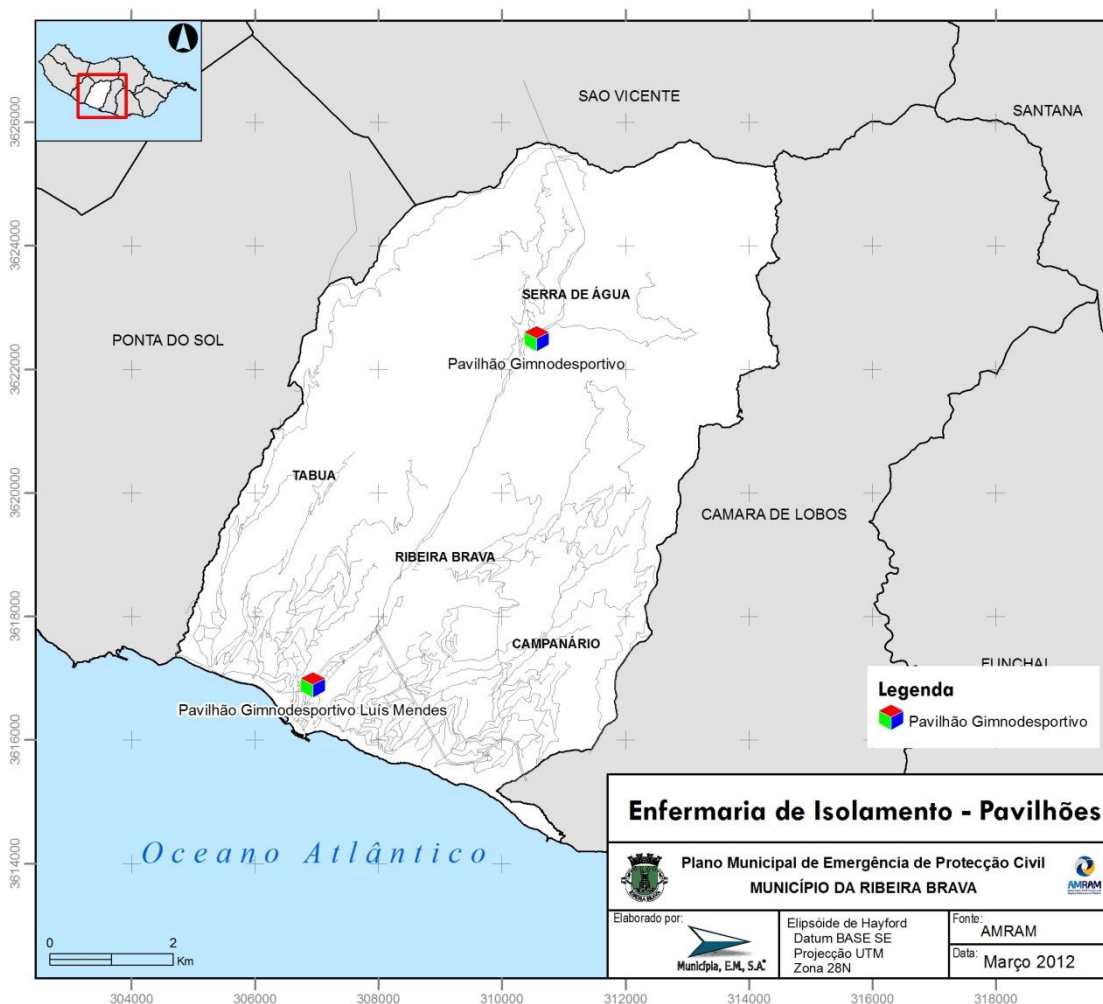 SAO VICENTE
SANTANA
SERRA DE ÁGUA
PONTA DO SOL
Pavilhão Gimnodesportivo
TABUA
CAMARA DE LOBOS
RIBEIRA BRAVA
CAMPANÁRIO
FUNCHAL
Pavilhão Gimnodesportivo Luís Mendes
Legenda
Pavilhão Gimnodesportivo
Oceano Atlântico
Enfermaria de Isolamento - Pavilhões
Plano Municipal de Emergência de Protecção Civil
MUNICÍPIO DA RIBEIRA BRAVA
AMRAM
Elaborado por:
Município, E.M., S.A.
Elipsóide de Hayford
Datum BASE SE
Projecção UTM
Zona 28N
Fonte:
AMRAM
Data: Março 2012
0 2
Km
3626000
3624000
3622000
3620000
3618000
3616000
3614000
304000 306000 308000 310000 312000 314000 316000 318000